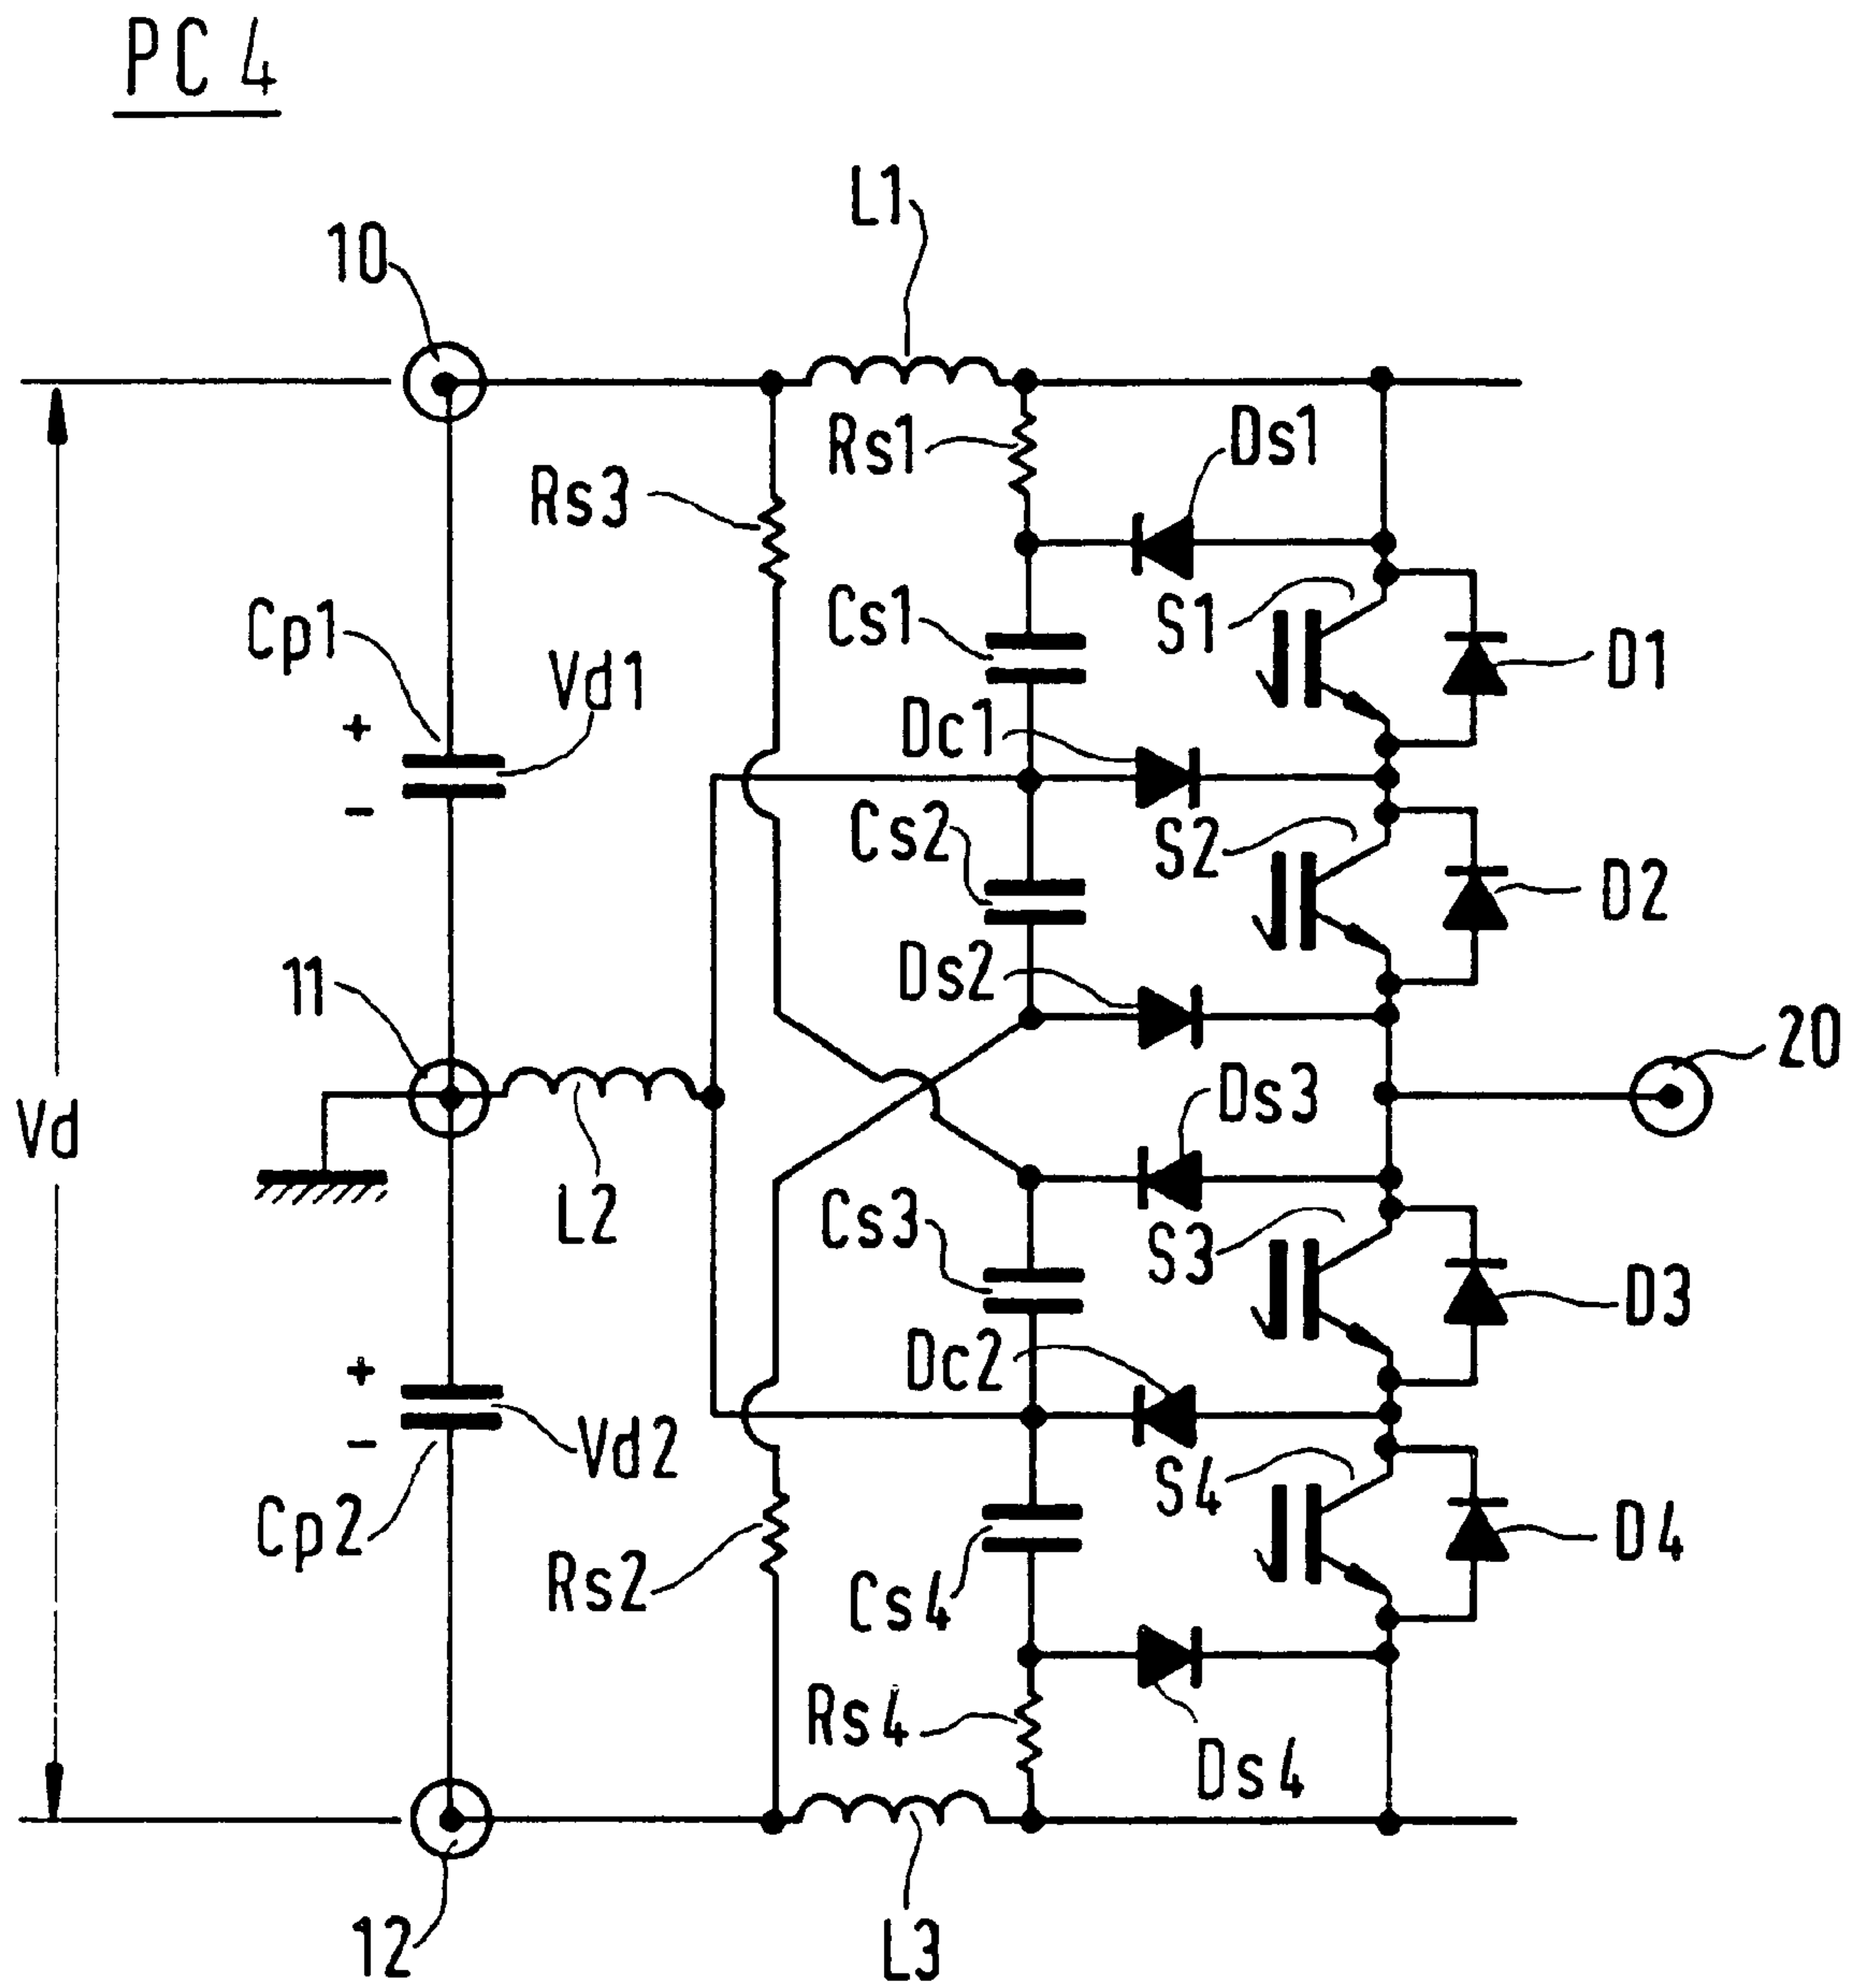 PC 4
L1
10
Rs1
Ds1
Rs3
Cs1
S1
Cp1
D1
Vd1
Dc1
+
-
Cs2
S2
D2
Ds2
11
20
Ds3
Vd
L2
Cs3
S3
D3
Dc2
+
-
Vd2
S4
Cp2
D4
Rs2
Cs4
Rs4
Ds4
12
L3